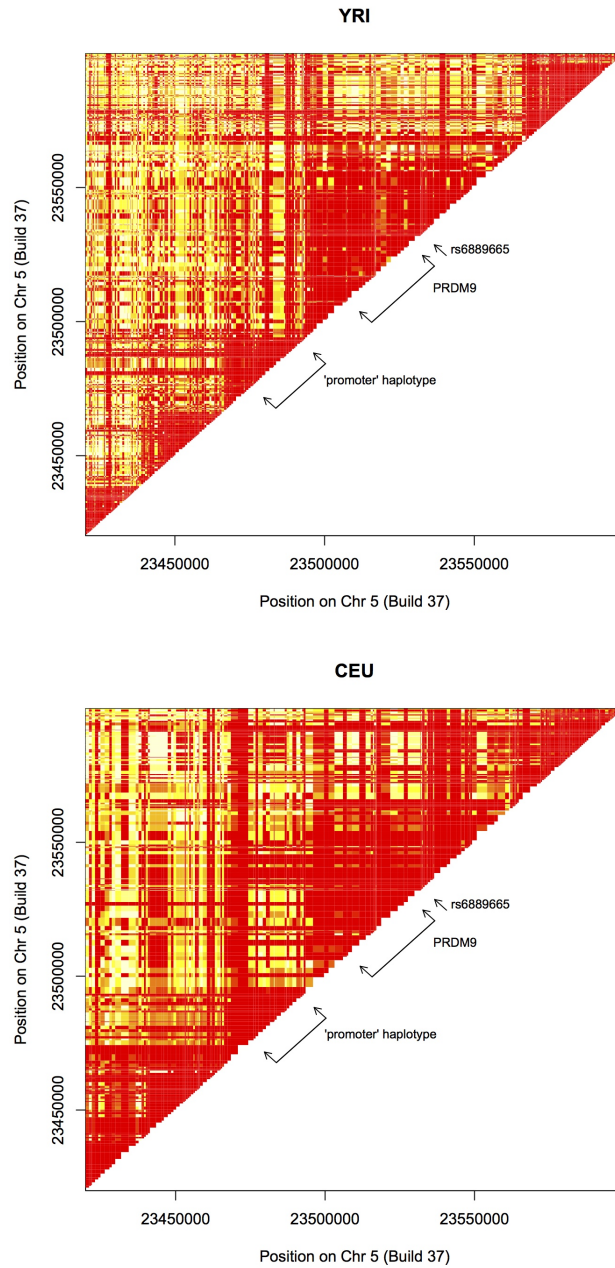 YRI
Position on Chr 5 (Build 37)
23550000
23500000
23450000
rs6889665
PRDM9
'promoter' haplotype
23450000 23500000 23550000
Position on Chr 5 (Build 37)
CEU
Position on Chr 5 (Build 37)
23550000
23500000
23450000
rs6889665
PRDM9
'promoter' haplotype
23450000 23500000 23550000
Position on Chr 5 (Build 37)